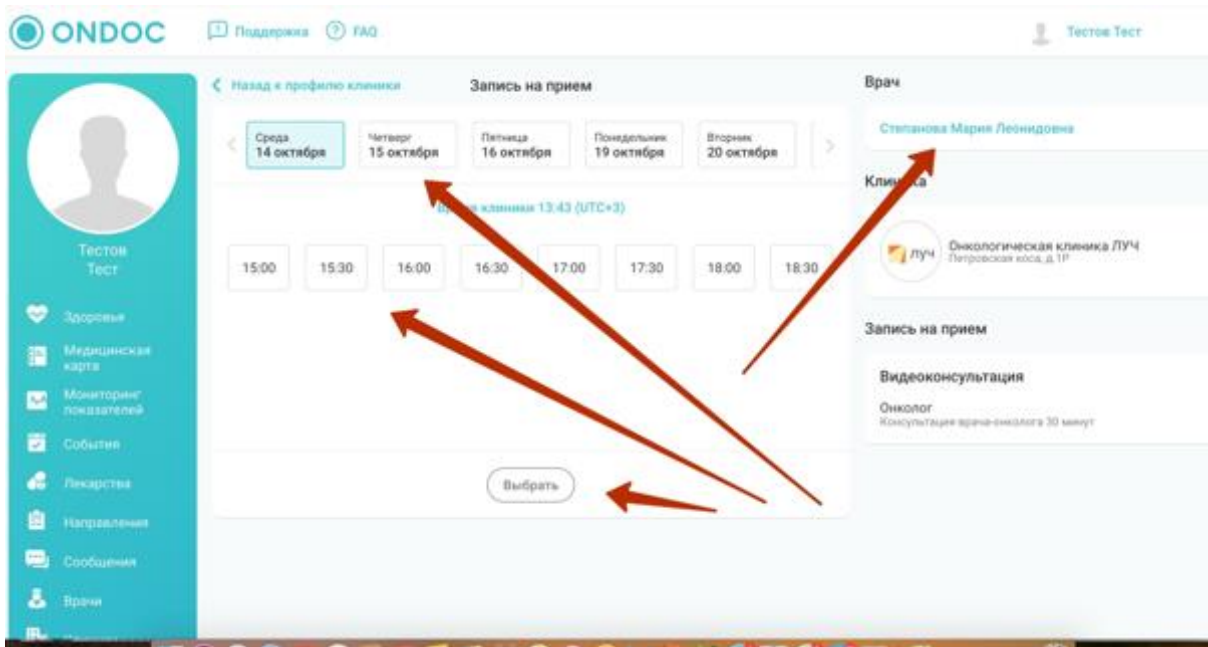 ONDOC
Поддержка
FAQ
Тестов Тест
Назад к профилю клиники
Запись на прием
Врач
Среда
14 октября
Четверг
15 октября
Пятница
16 октября
Понедельник
19 октября
Вторник
20 октября
Степанова Мария Леонидовна
клиники 13:43 (UTC+3)
15:00 15:30 16:00 16:30 17:00 17:30 18:00 18:30
Клиника
луч
Онкологическая клиника ЛУЧ
Петровская коса, д.1Р
Запись на прием
Видеоконсультация
Онколог
Консультация врача-онколога 30 минут
Выбрать
Тестов
Тест
Здоровье
Медицинская
карта
Мониторинг
показателей
События
Лекарства
Направления
Сообщения
Врачи